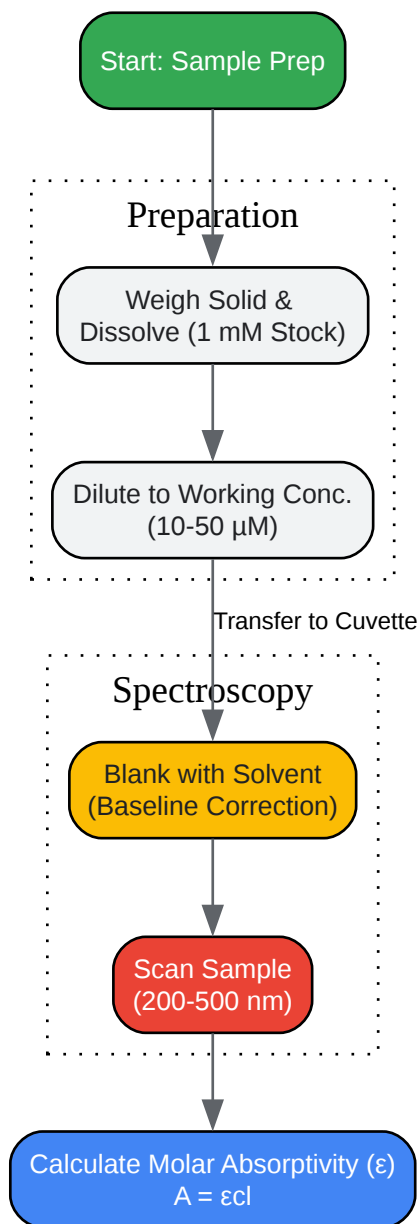 Start: Sample Prep
Preparation
Weigh Solid &
Dissolve (1 mM Stock)
Dilute to Working Conc.
(10-50 µM)
Transfer to Cuvette
Spectroscopy
Blank with Solvent
(Baseline Correction)
Scan Sample
(200-500 nm)
Calculate Molar Absorptivity (ε)
A = εcl